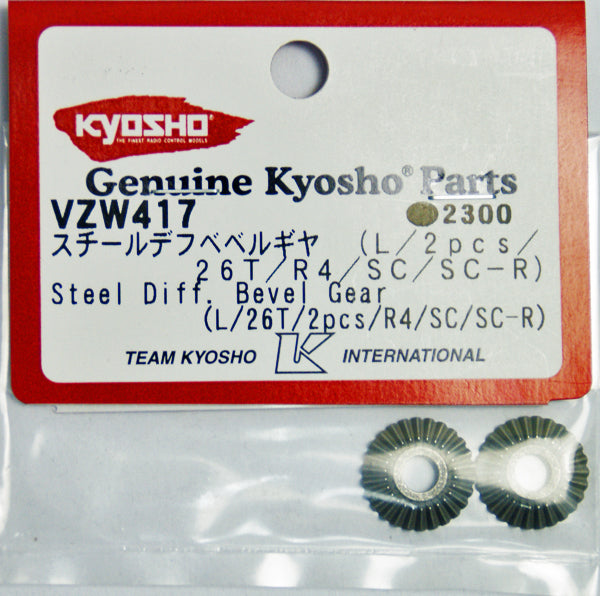 KYOSHO
THE FINEST RADIO CONTROL MODELS
Genuine Kyosho® Parts
VZW417 2300
スチールデフベベルギヤ (L/2pcs/
26T/R4/SC/SC-R)
Steel Diff. Bevel Gear
(L/26T/2pcs/R4/SC/SC-R)
TEAM KYOSHO K INTERNATIONAL